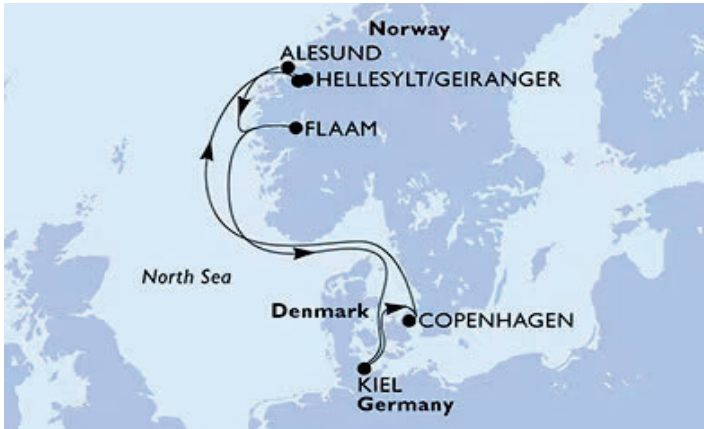 Norway
ALESUND
HELLESYLT/GEIRANGER
FLAAM
North Sea
Denmark
COPENHAGEN
KIEL
Germany